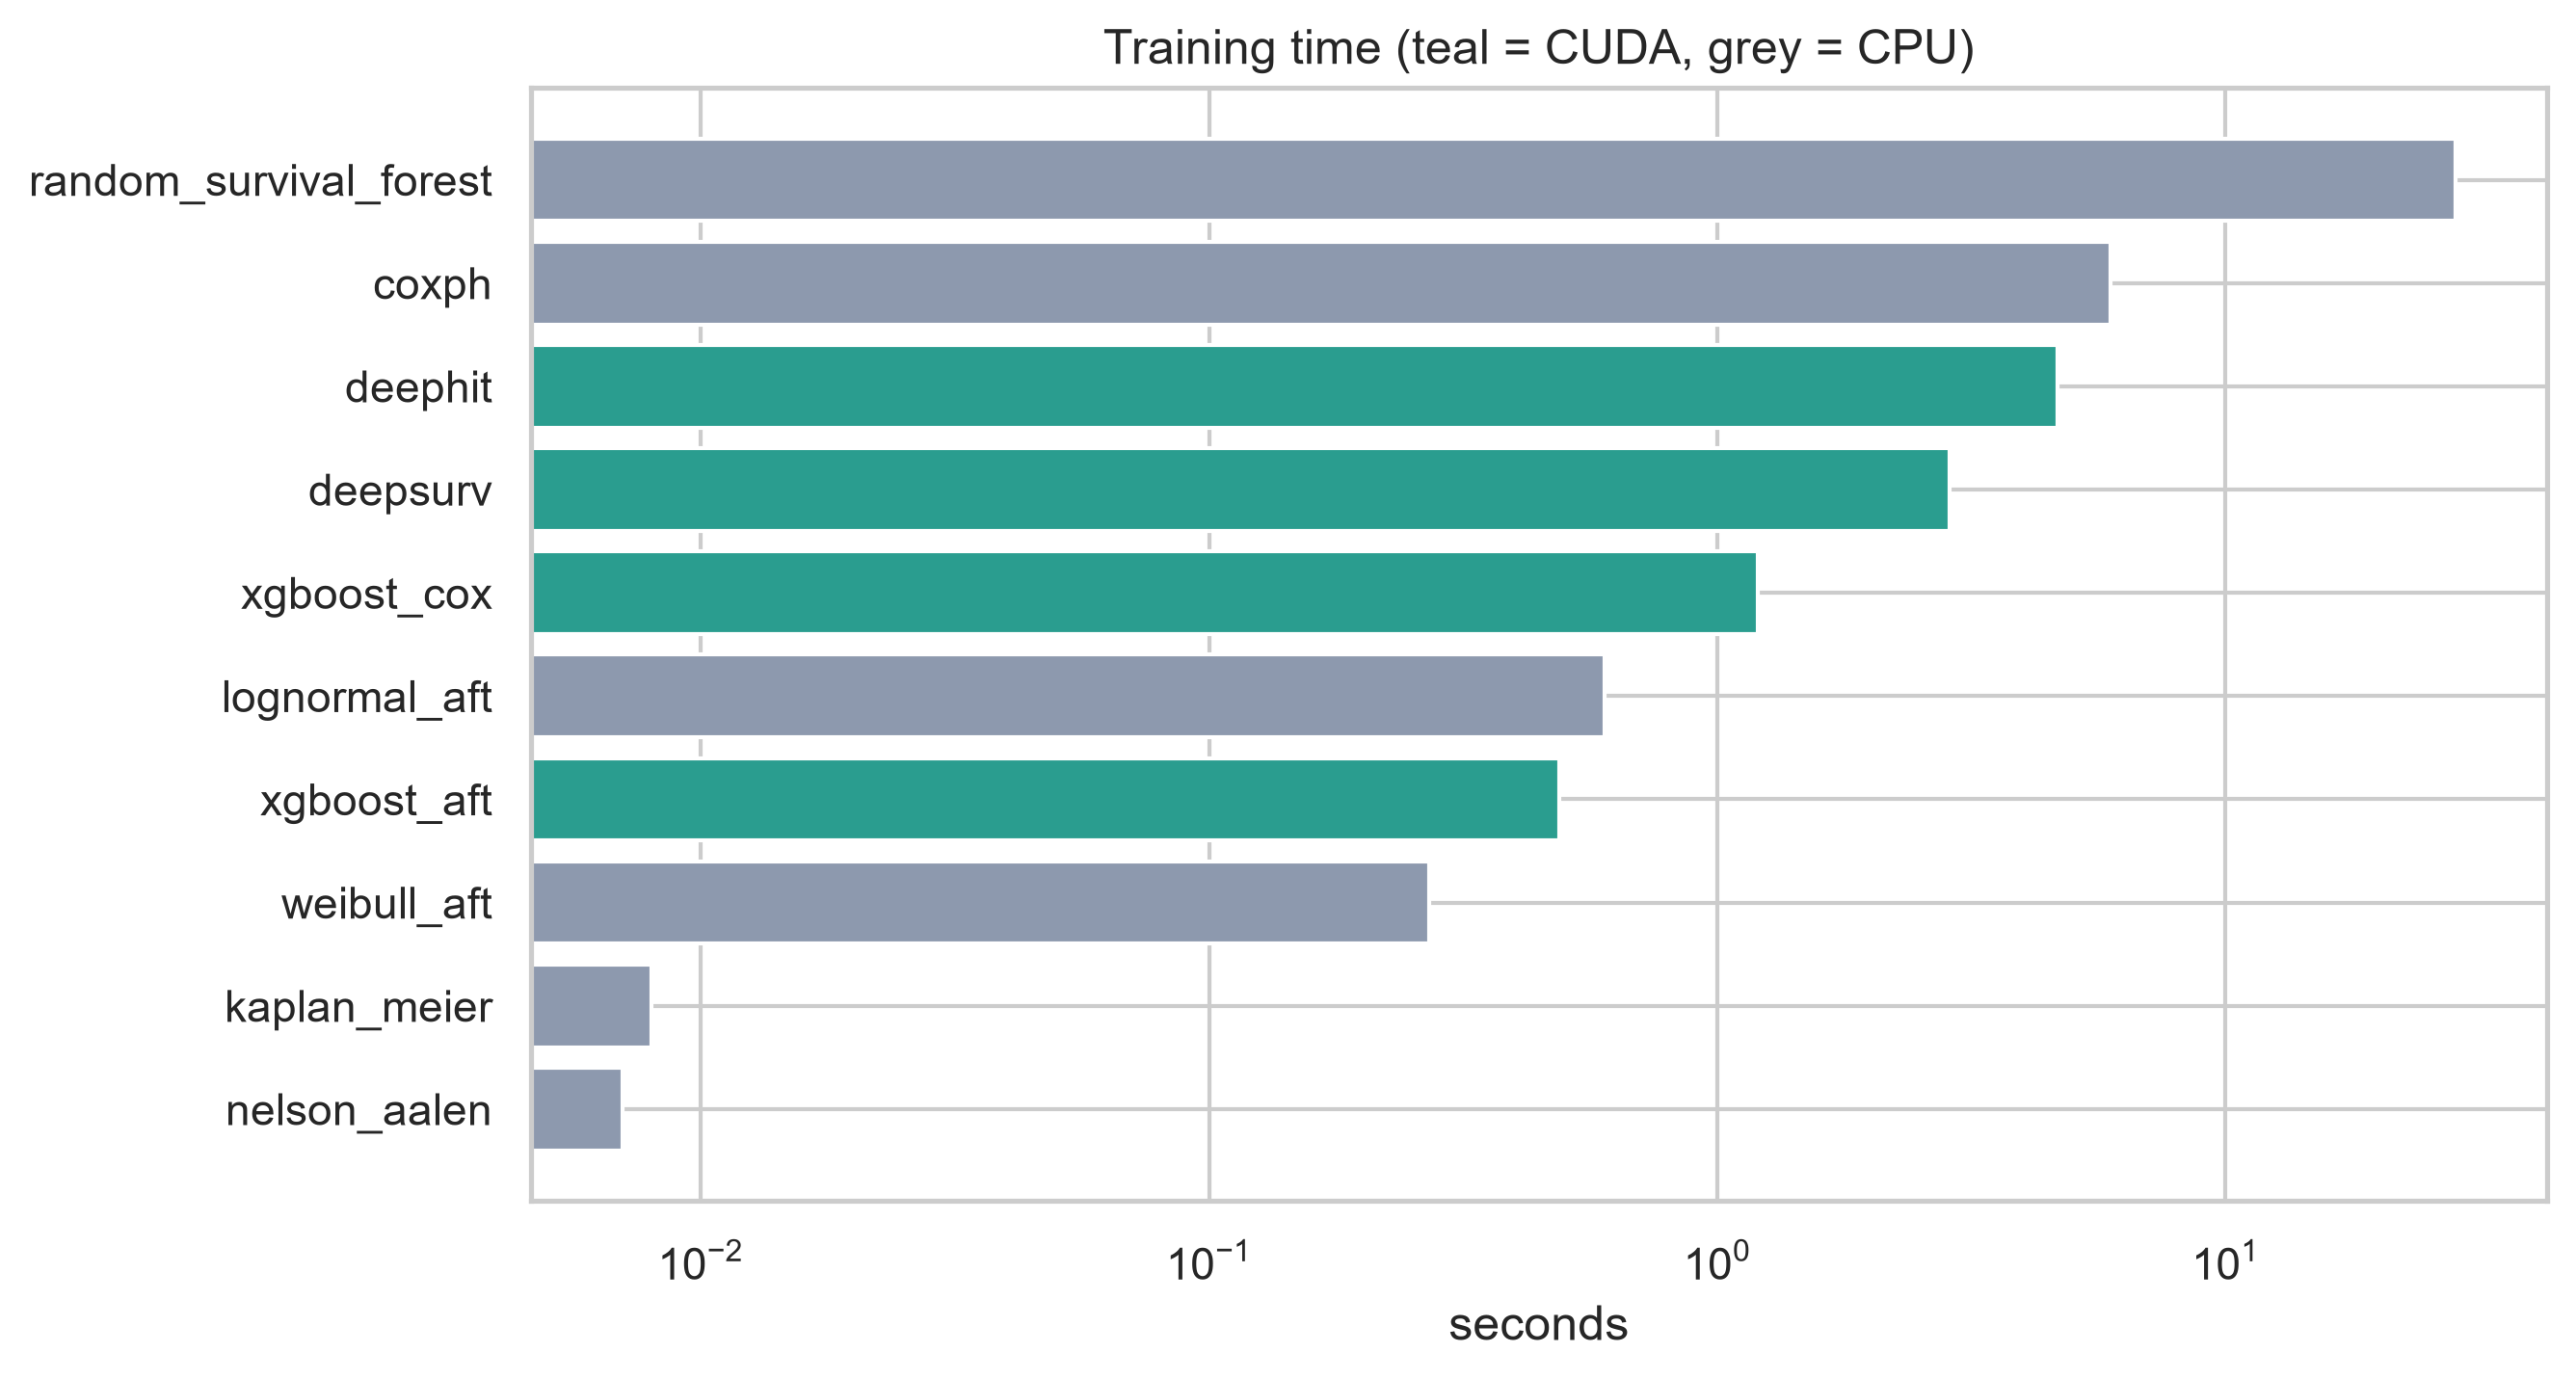 Training time (teal = CUDA, grey = CPU)
random_survival_forest
coxph
deephit
deepsurv
xgboost_cox
lognormal_aft
xgboost_aft
weibull_aft
kaplan_meier
nelson_aalen
10⁻² 10⁻¹ 10⁰ 10¹
seconds